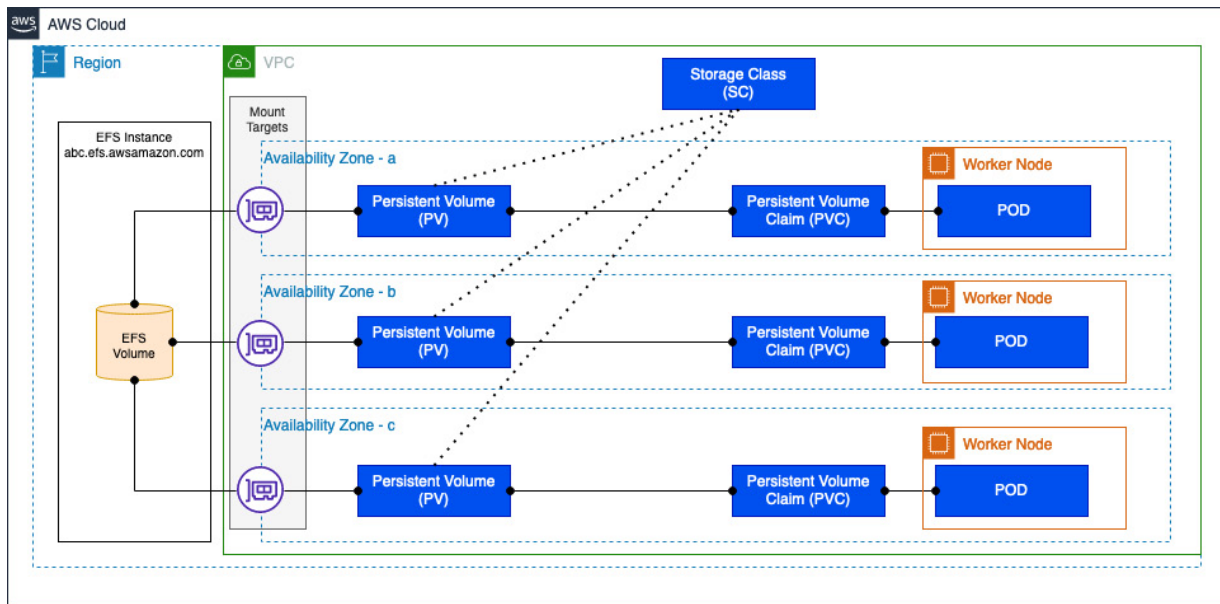 aws
AWS Cloud
Region
VPC
Storage Class
(SC)
Mount
Targets
EFS Instance
abc.efs.awsamazon.com
Availability Zone - a
Worker Node
Persistent Volume
(PV)
Persistent Volume
Claim (PVC)
POD
Availability Zone - b
Worker Node
EFS
Volume
Persistent Volume
(PV)
Persistent Volume
Claim (PVC)
POD
Availability Zone - c
Worker Node
Persistent Volume
(PV)
Persistent Volume
Claim (PVC)
POD